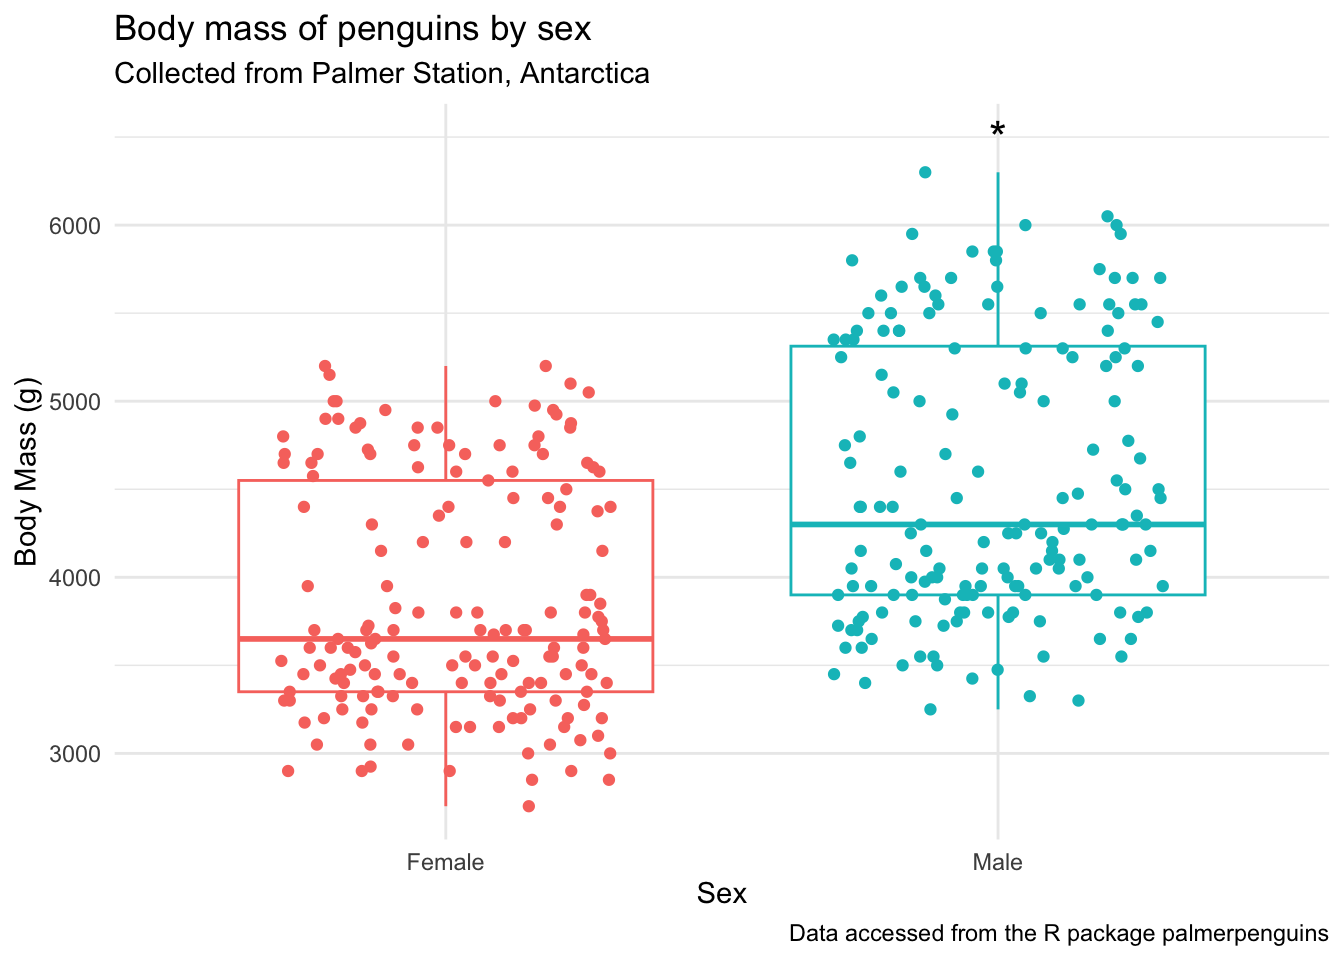 Body mass of penguins by sex
Collected from Palmer Station, Antarctica
*
6000
5000
4000
3000
Body Mass (g)
Female
Male
Sex
Data accessed from the R package palmerpenguins